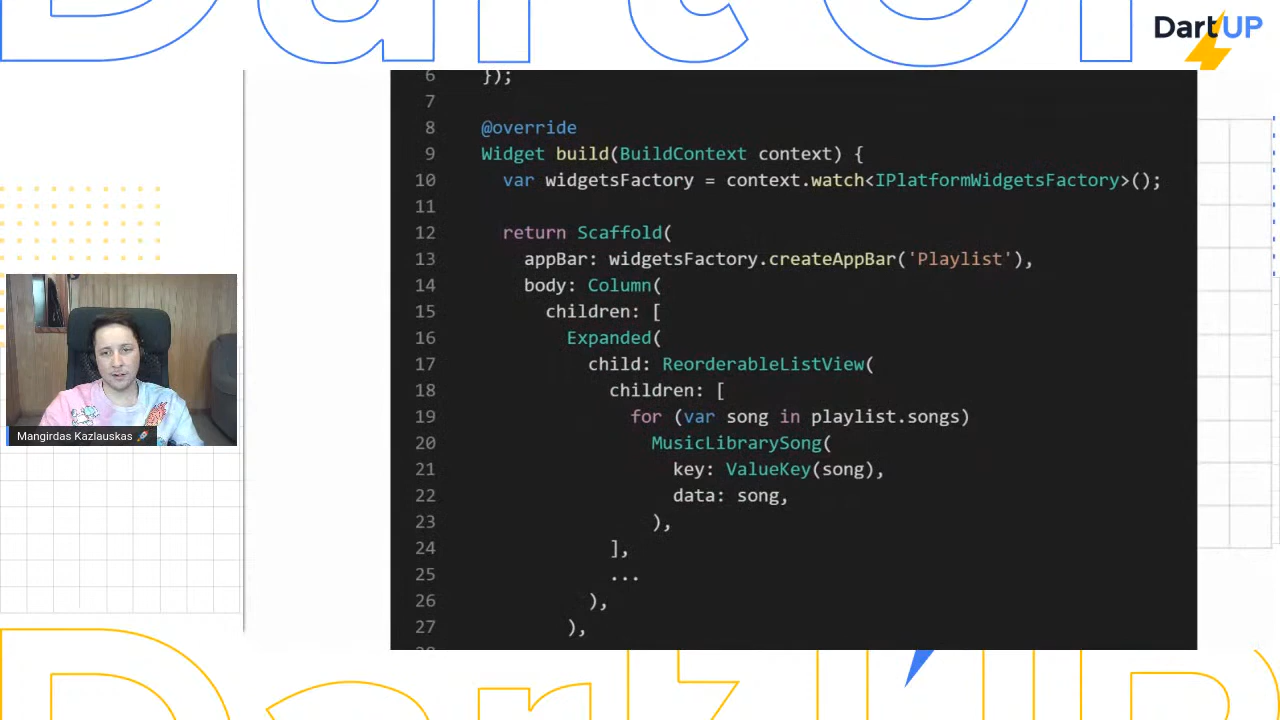 DartUP
6 });
7
8 @override
9 Widget build(BuildContext context) {
10 var widgetsFactory = context.watch<IPlatformWidgetsFactory>();
11
12 return Scaffold(
13 appBar: widgetsFactory.createAppBar('Playlist'),
14 body: Column(
15 children: [
16 Expanded(
17 child: ReorderableListView(
18 children: [
19 for (var song in playlist.songs)
20 MusicLibrarySong(
21 key: ValueKey(song),
22 data: song,
23 ),
24 ],
25 ...
26 ),
27 ),
Mangirdas Kazlauskas 🚀